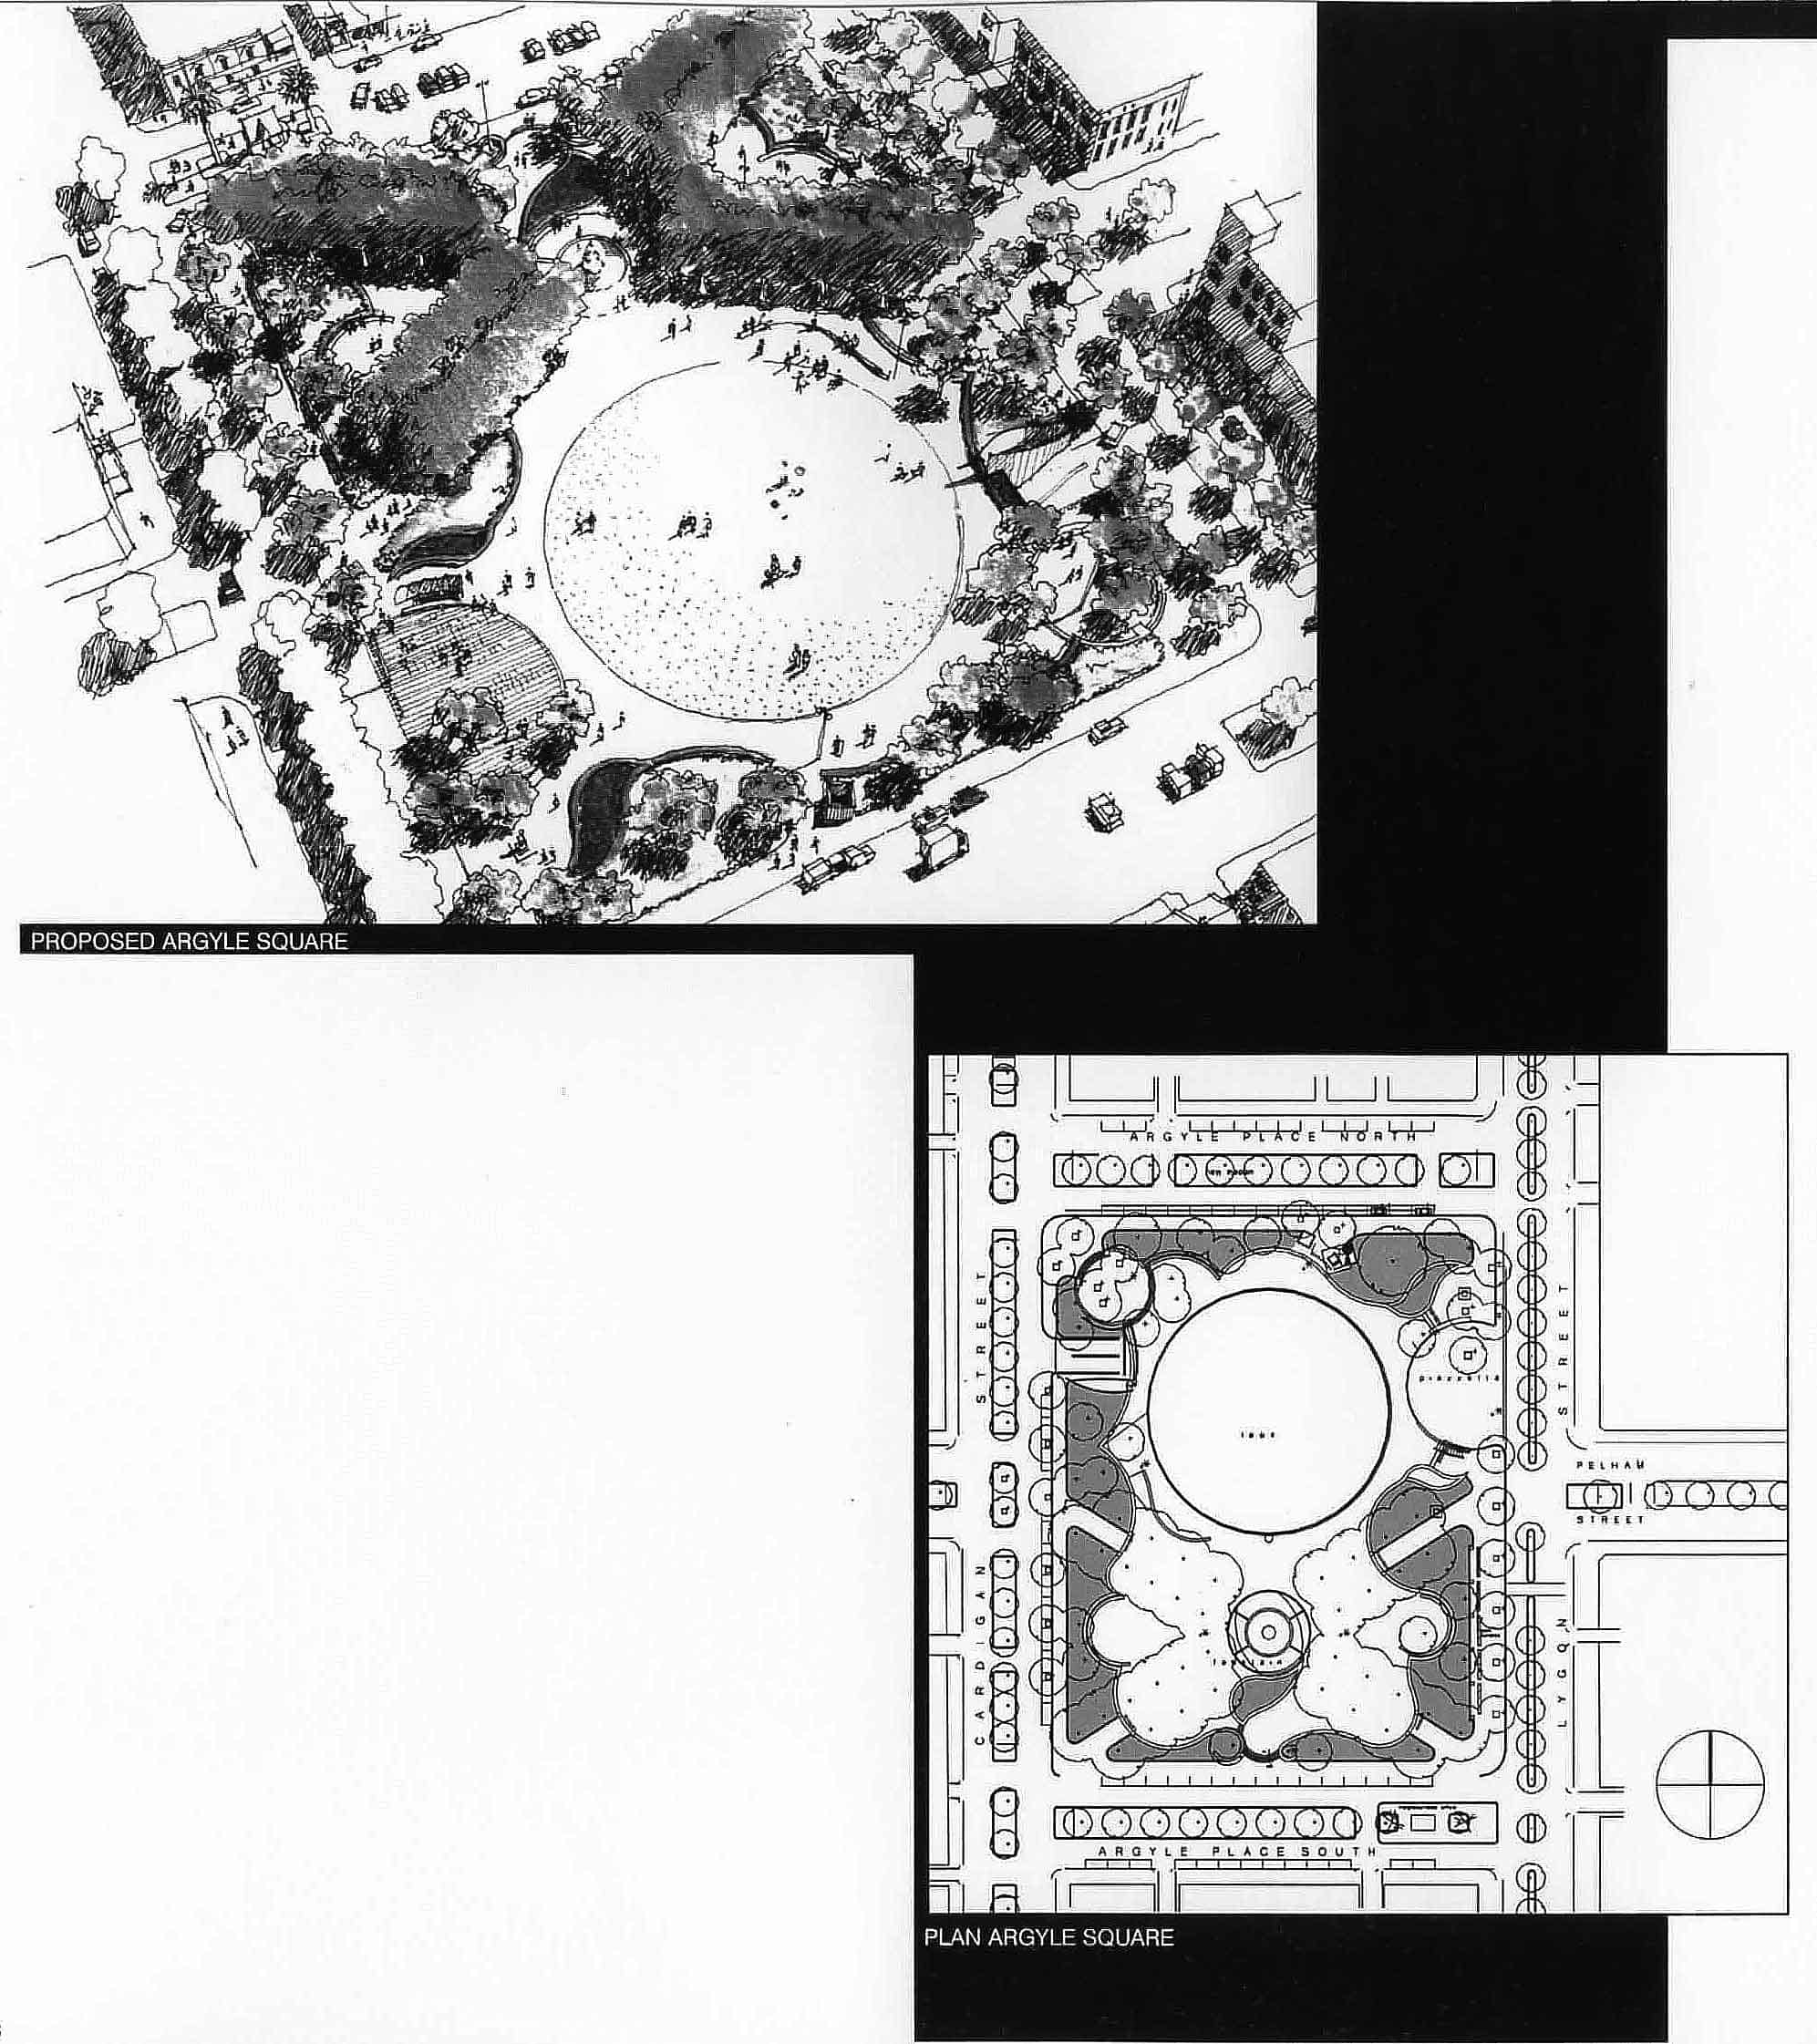 PROPOSED ARGYLE SQUARE
ARGYLE PLACE NORTH
STREET
STREET
piazzetta
PELHAM
STREET
CARDIGAN
LYGON
fountain
ARGYLE PLACE SOUTH
PLAN ARGYLE SQUARE